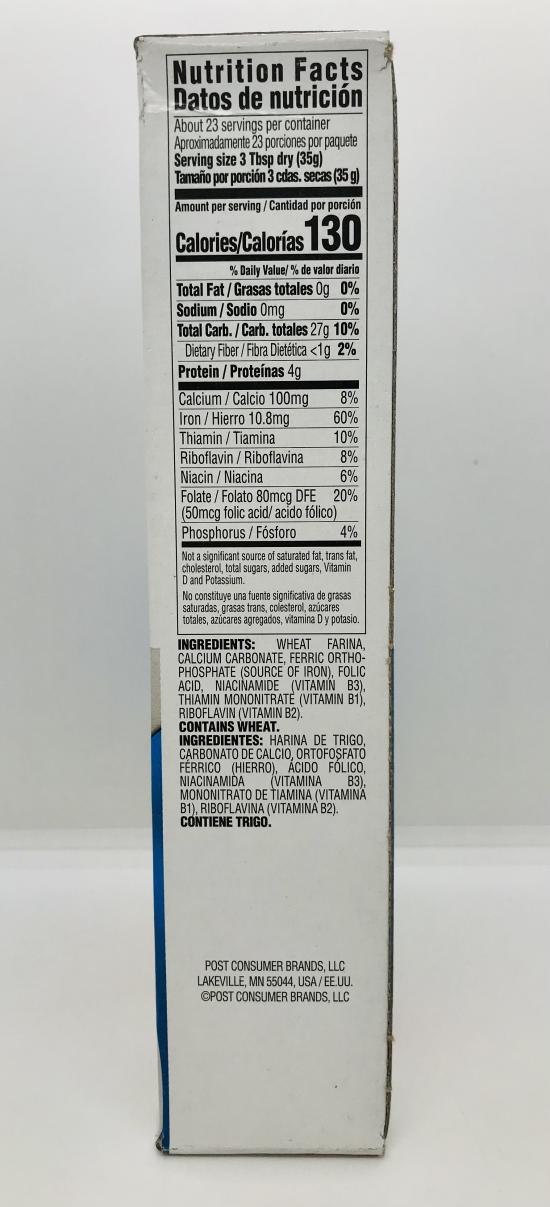 Nutrition Facts
Datos de nutrición
About 23 servings per container
Aproximadamente 23 porciones por paquete
Serving size 3 Tbsp dry (35g)
Tamaño por porción 3 cdas. secas (35 g)
Amount per serving / Cantidad por porción
Calories/Calorías 130
% Daily Value/ % de valor diario
Total Fat / Grasas totales 0g 0%
Sodium / Sodio 0mg 0%
Total Carb. / Carb. totales 27g 10%
Dietary Fiber / Fibra Dietética <1g 2%
Protein / Proteínas 4g
Calcium / Calcio 100mg 8%
Iron / Hierro 10.8mg 60%
Thiamin / Tiamina 10%
Riboflavin / Riboflavina 8%
Niacin / Niacina 6%
Folate / Folato 80mcg DFE 20%
(50mcg folic acid/ acido fólico)
Phosphorus / Fósforo 4%
Not a significant source of saturated fat, trans fat,
cholesterol, total sugars, added sugars, Vitamin
D and Potassium.
No constituye una fuente significativa de grasas
saturadas, grasas trans, colesterol, azúcares
totales, azúcares agregados, vitamina D y potasio.
INGREDIENTS: WHEAT FARINA,
CALCIUM CARBONATE, FERRIC ORTHO-
PHOSPHATE (SOURCE OF IRON), FOLIC
ACID, NIACINAMIDE (VITAMIN B3),
THIAMIN MONONITRATE (VITAMIN B1),
RIBOFLAVIN (VITAMIN B2).
CONTAINS WHEAT.
INGREDIENTES: HARINA DE TRIGO,
CARBONATO DE CALCIO, ORTOFOSFATO
FÉRRICO (HIERRO), ÁCIDO FÓLICO,
NIACINAMIDA (VITAMINA B3),
MONONITRATO DE TIAMINA (VITAMINA
B1), RIBOFLAVINA (VITAMINA B2).
CONTIENE TRIGO.
POST CONSUMER BRANDS, LLC
LAKEVILLE, MN 55044, USA / EE.UU.
©POST CONSUMER BRANDS, LLC